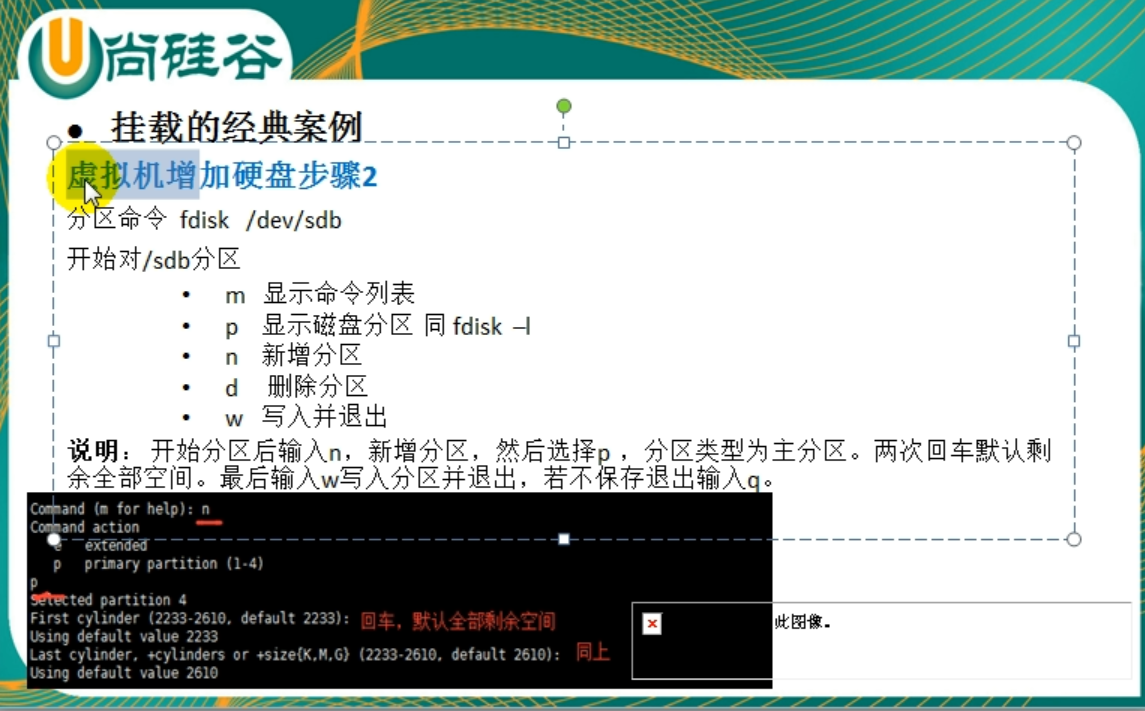 尚硅谷
● 挂载的经典案例
虚拟机增加硬盘步骤2
分区命令 fdisk /dev/sdb
开始对/sdb分区
• m 显示命令列表
• p 显示磁盘分区 同 fdisk –l
• n 新增分区
• d 删除分区
• w 写入并退出
说明： 开始分区后输入n，新增分区，然后选择p ，分区类型为主分区。两次回车默认剩
余全部空间。最后输入w写入分区并退出，若不保存退出输入q。
Command (m for help): n
Command action
e extended
p primary partition (1-4)
p
Selected partition 4
First cylinder (2233-2610, default 2233): 回车，默认全部剩余空间
Using default value 2233
Last cylinder, +cylinders or +size{K,M,G} (2233-2610, default 2610): 同上
Using default value 2610
此图像。